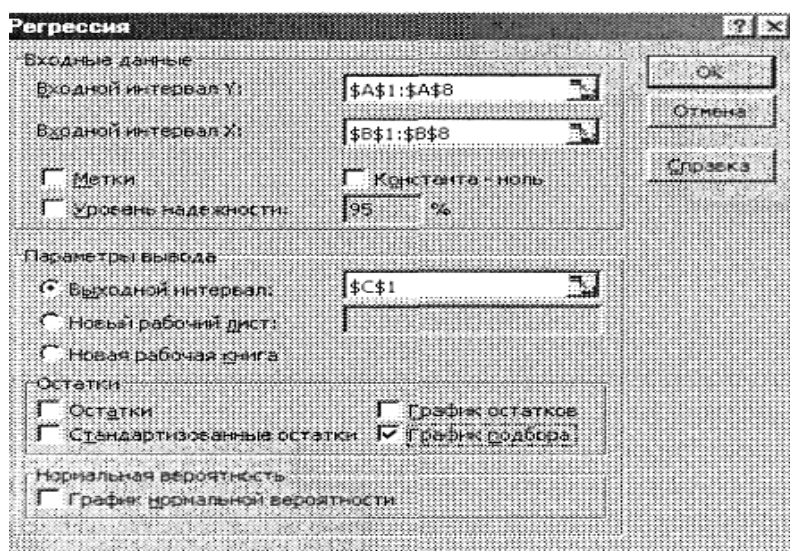 Регрессия
Входные данные
Входной интервал Y: $A$1:$A$8
Входной интервал X: $B$1:$B$8
Метки Константа - ноль
Уровень надежности: 95 %
ОК
Отмена
Справка
Параметры вывода
Выходной интервал: $C$1
Новый рабочий лист:
Новая рабочая книга
Остатки
Остатки График остатков
Стандартизованные остатки График подбора
Нормальная вероятность
График нормальной вероятности